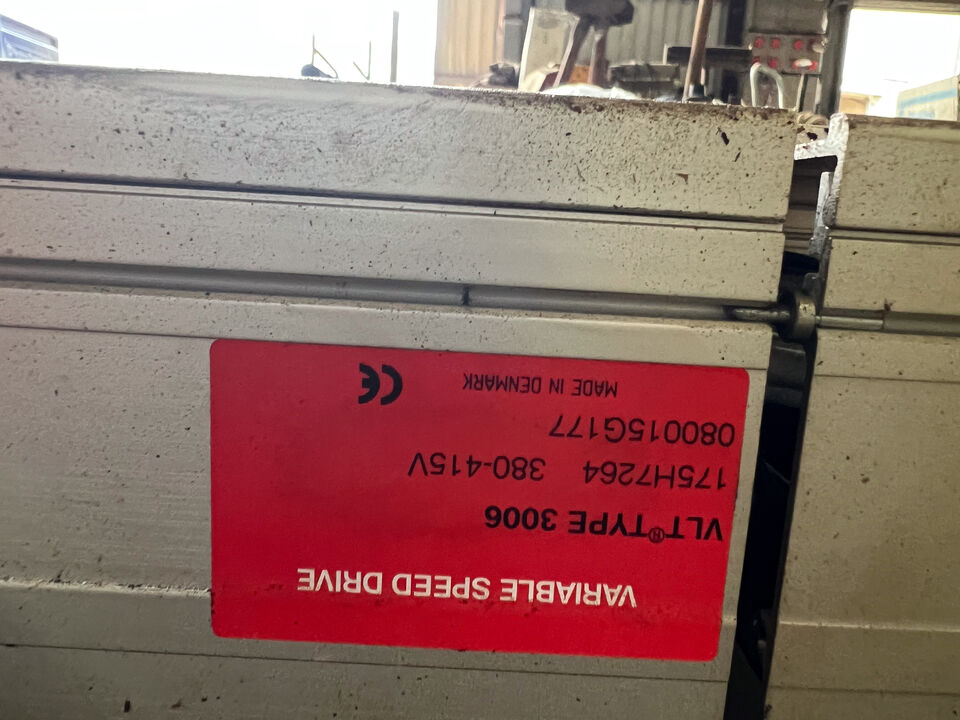 VARIABLE SPEED DRIVE
VLT® TYPE 3006
175H7264 380-415V
080015G177
MADE IN DENMARK CE